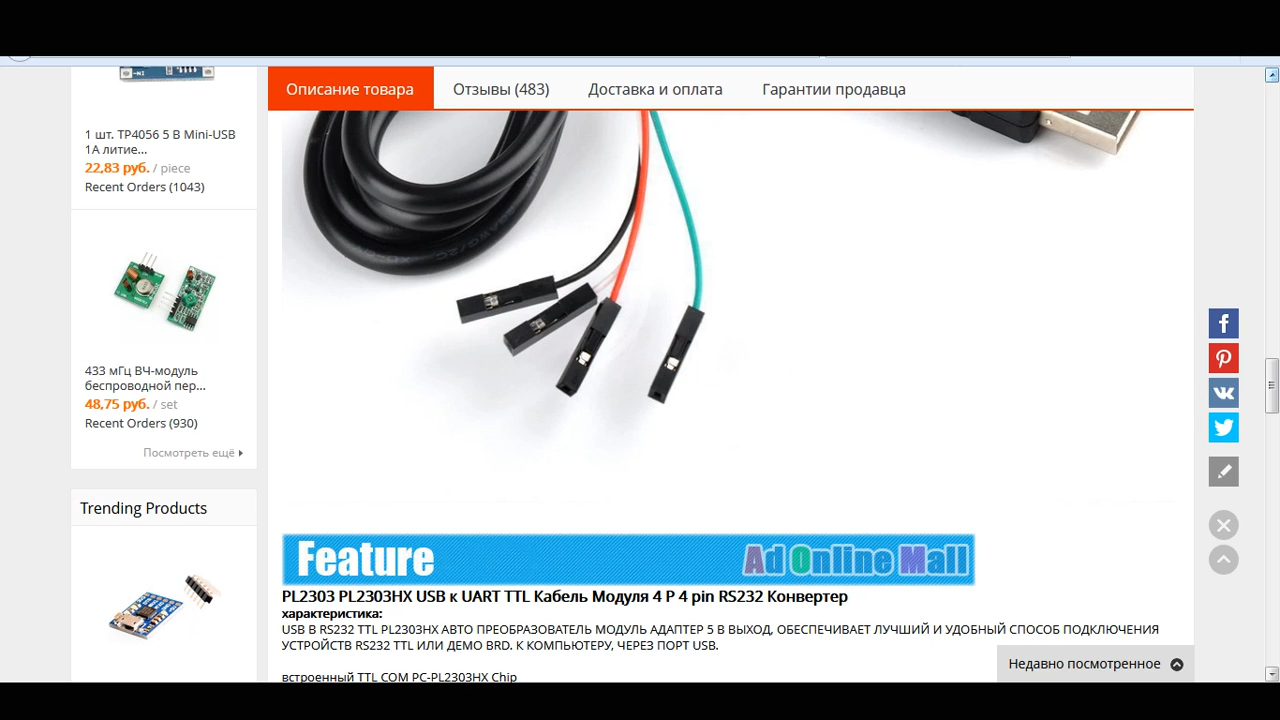 Описание товара
Отзывы (483)
Доставка и оплата
Гарантии продавца
1 шт. TP4056 5 В Mini-USB
1А литие...
22,83 руб. / piece
Recent Orders (1043)
433 мГц ВЧ-модуль
беспроводной пер...
48,75 руб. / set
Recent Orders (930)
Посмотреть ещё
Trending Products
Feature
Ad Online Mall
PL2303 PL2303HX USB к UART TTL Кабель Модуля 4 P 4 pin RS232 Конвертер
характеристика:
USB В RS232 TTL PL2303HX АВТО ПРЕОБРАЗОВАТЕЛЬ МОДУЛЬ АДАПТЕР 5 В ВЫХОД, ОБЕСПЕЧИВАЕТ ЛУЧШИЙ И УДОБНЫЙ СПОСОБ ПОДКЛЮЧЕНИЯ
УСТРОЙСТВ RS232 TTL ИЛИ ДЕМО BRD. К КОМПЬЮТЕРУ, ЧЕРЕЗ ПОРТ USB.
встроенный TTL COM PC-PL2303HX Chip
Недавно посмотренное